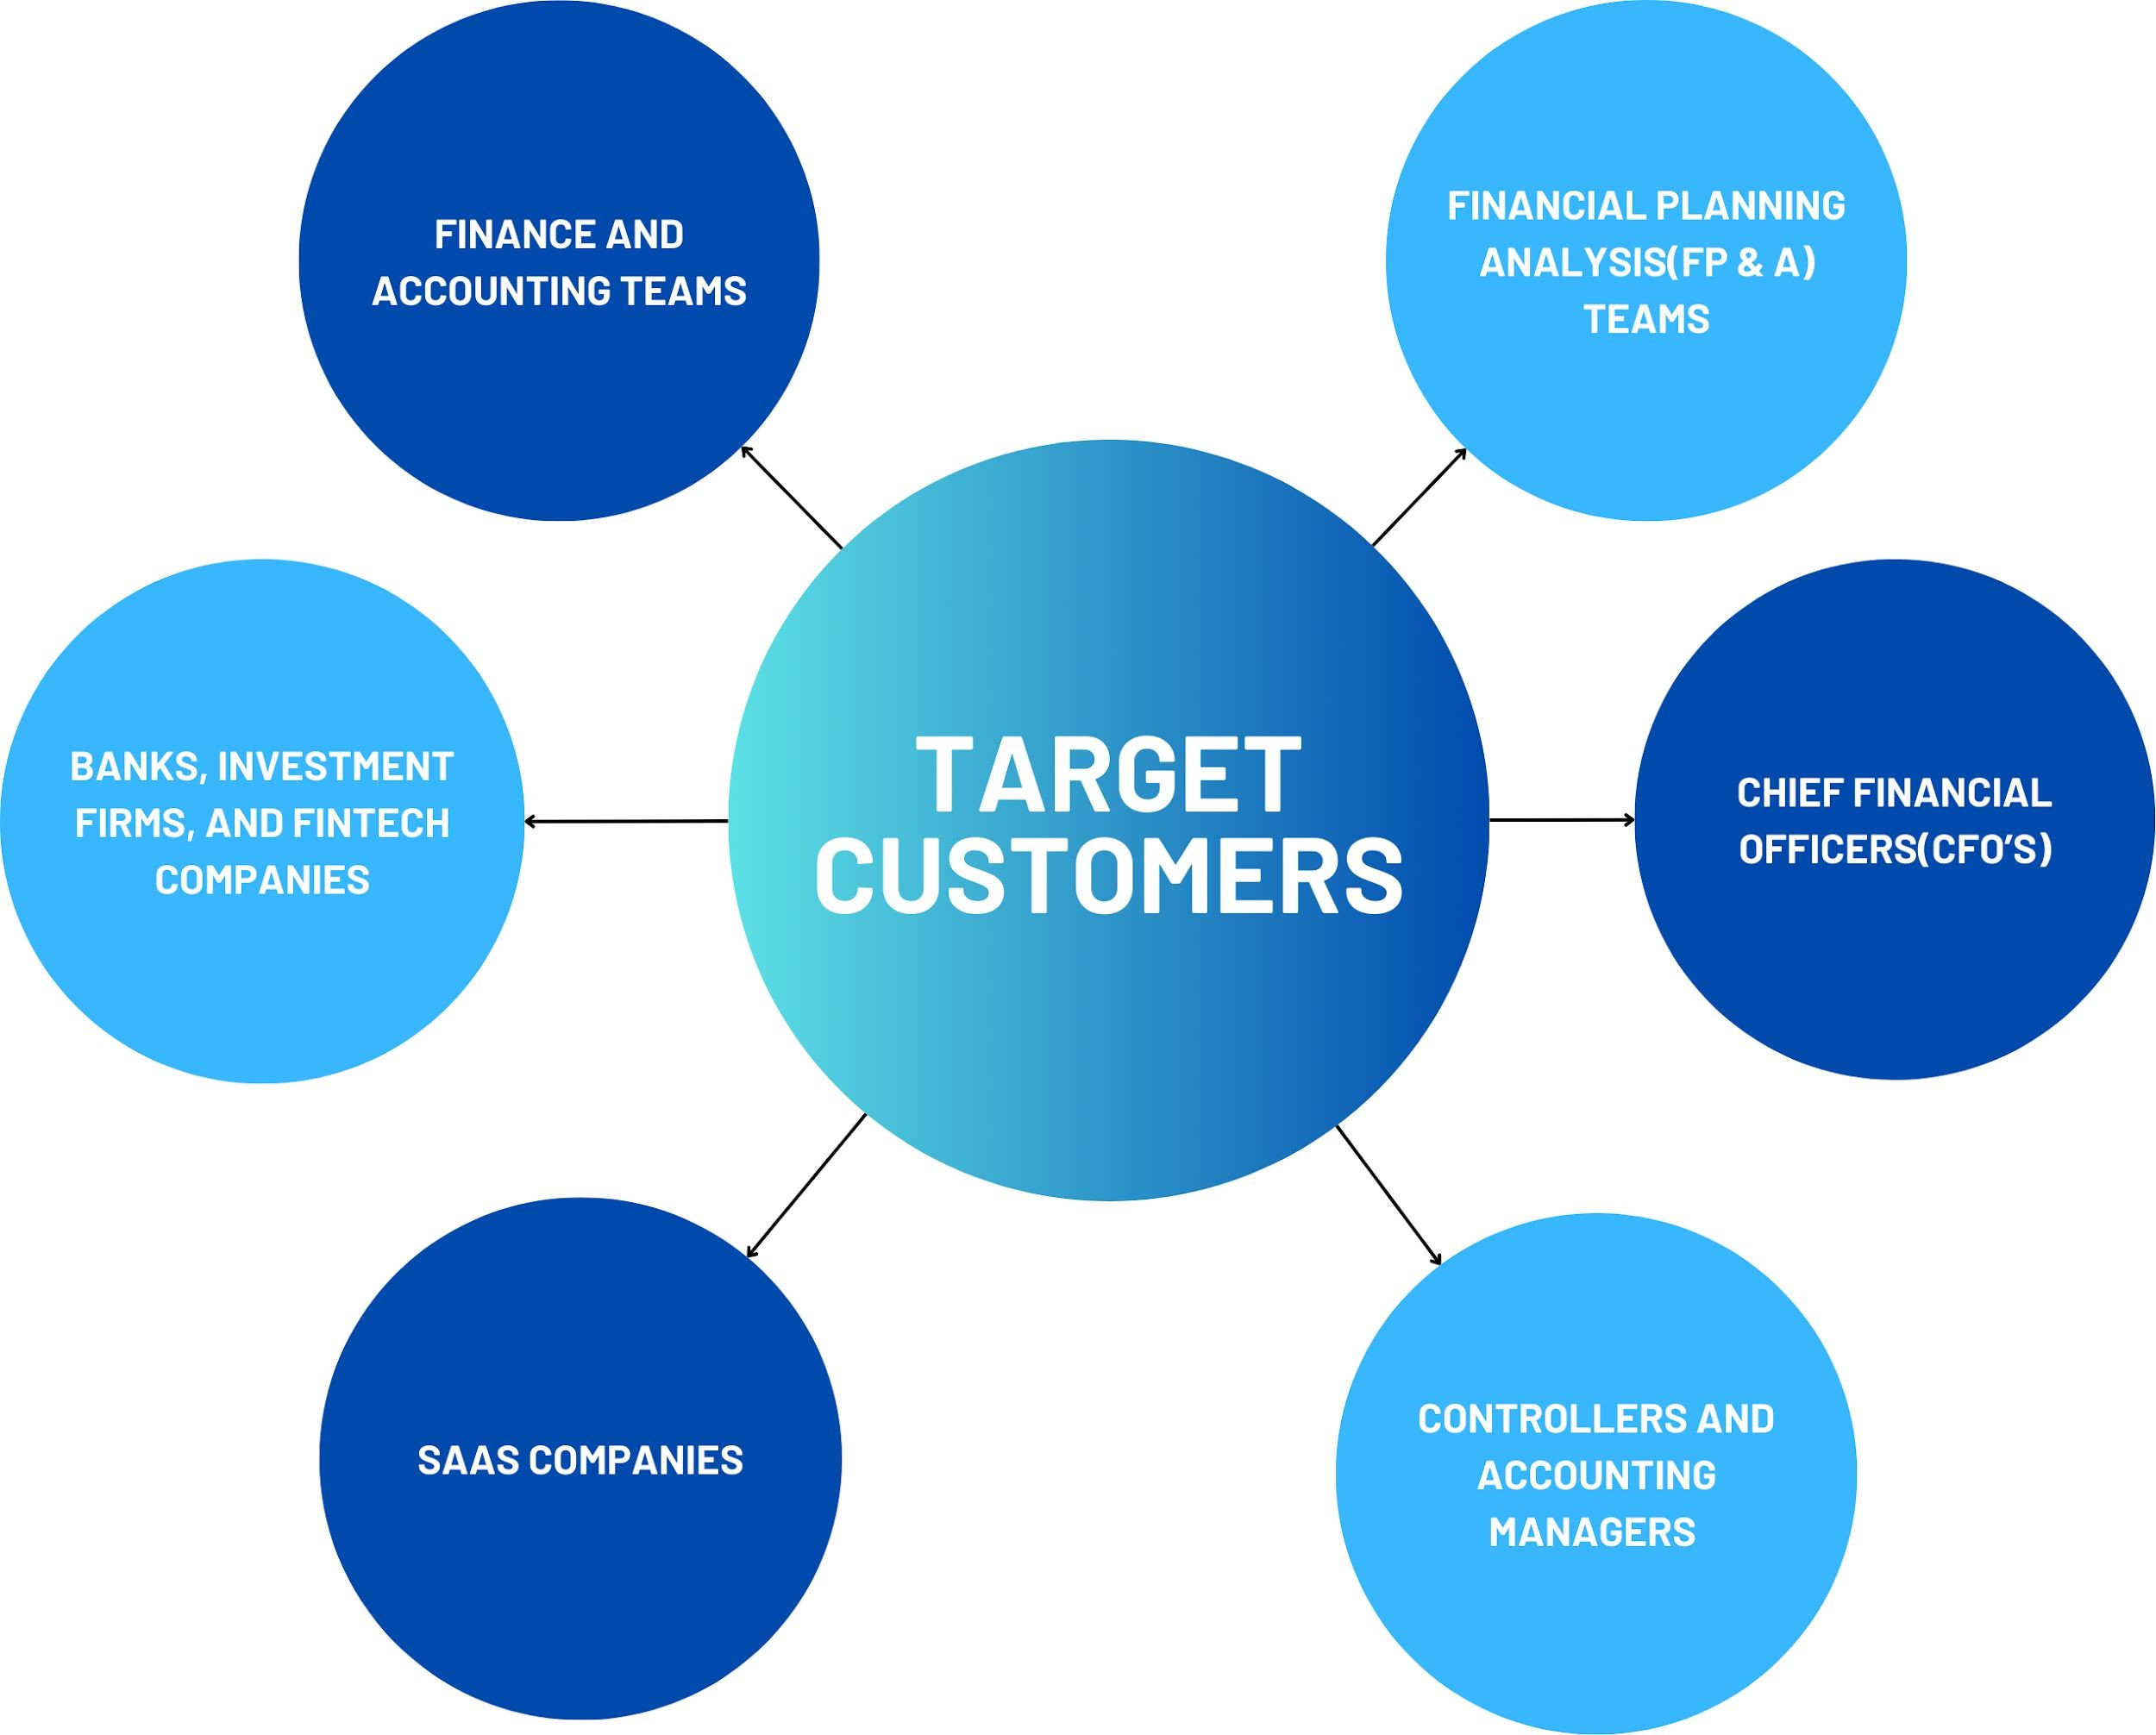 FINANCE AND
ACCOUNTING TEAMS
FINANCIAL PLANNING
ANALYSIS(FP & A)
TEAMS
BANKS, INVESTMENT
FIRMS, AND FINTECH
COMPANIES
TARGET
CUSTOMERS
CHIEF FINANCIAL
OFFICERS(CFO'S)
SAAS COMPANIES
CONTROLLERS AND
ACCOUNTING
MANAGERS